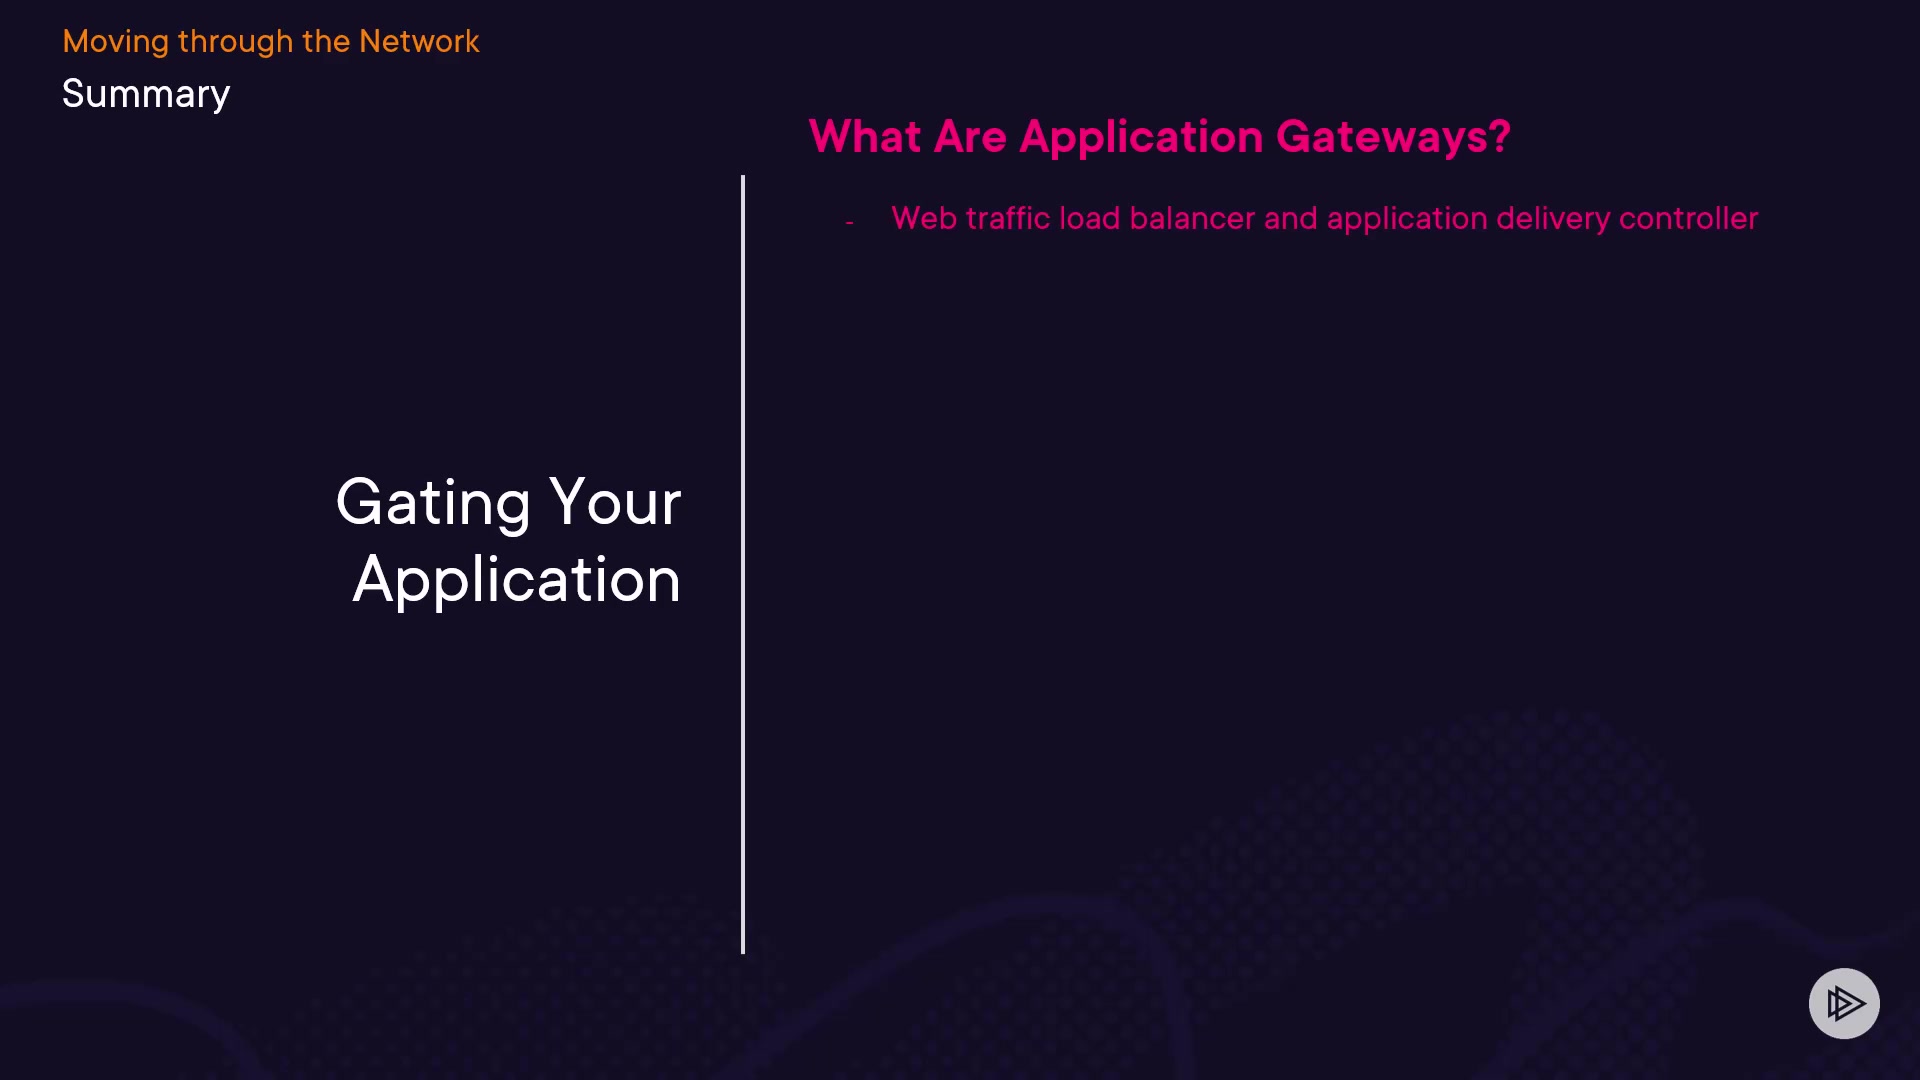 Moving through the Network
Summary
What Are Application Gateways?
- Web traffic load balancer and application delivery controller
Gating Your
Application